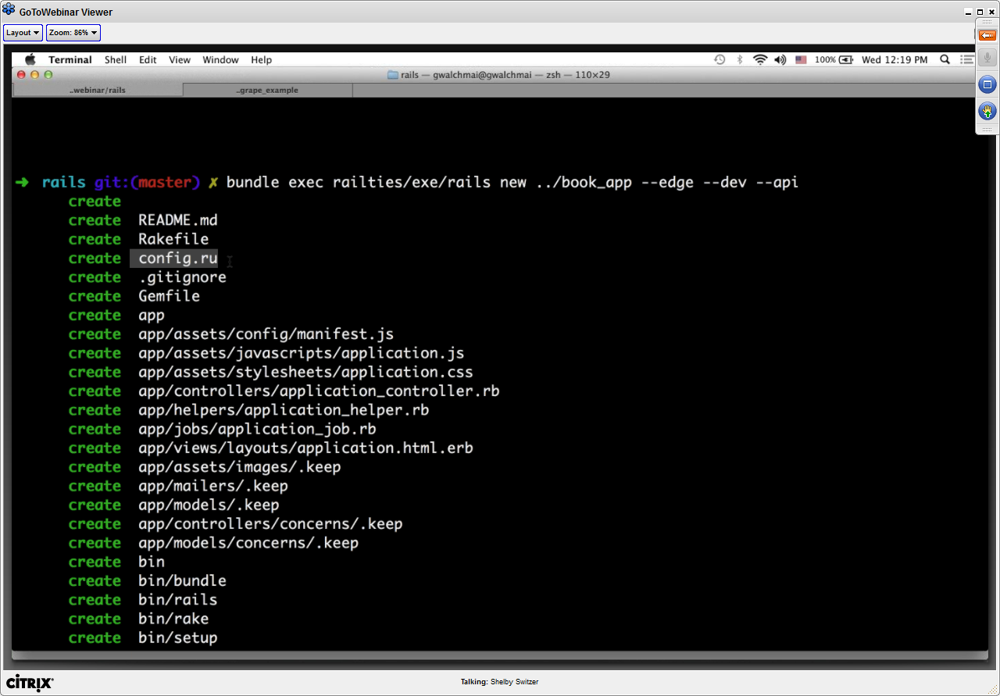 GoToWebinar Viewer
Layout Zoom: 86%
Terminal Shell Edit View Window Help 100% Wed 12:19 PM
rails — gwalchmai@gwalchmai — zsh — 110×29
..webinar/rails ..grape_example
➜ rails git:(master) ✗ bundle exec railties/exe/rails new ../book_app --edge --dev --api
create
create README.md
create Rakefile
create config.ru
create .gitignore
create Gemfile
create app
create app/assets/config/manifest.js
create app/assets/javascripts/application.js
create app/assets/stylesheets/application.css
create app/controllers/application_controller.rb
create app/helpers/application_helper.rb
create app/jobs/application_job.rb
create app/views/layouts/application.html.erb
create app/assets/images/.keep
create app/mailers/.keep
create app/models/.keep
create app/controllers/concerns/.keep
create app/models/concerns/.keep
create bin
create bin/bundle
create bin/rails
create bin/rake
create bin/setup
CITRIX
Talking: Shelby Switzer